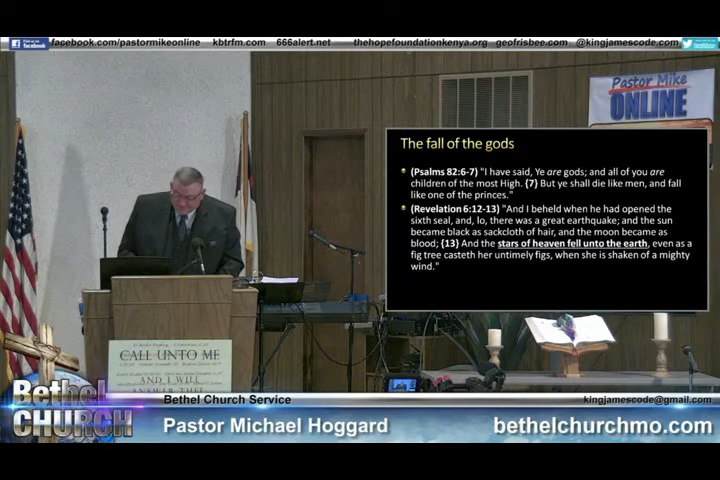 Find us on facebook
facebook.com/pastormikeonline kbtrfm.com 666alert.net thehopefoundationkenya.org geofrisbee.com @kingjamescode.com
Pastor Mike
ONLINE
The fall of the gods
(Psalms 82:6-7) "I have said, Ye are gods; and all of you are
children of the most High. {7} But ye shall die like men, and fall
like one of the princes."
(Revelation 6:12-13) "And I beheld when he had opened the
sixth seal, and, lo, there was a great earthquake; and the sun
became black as sackcloth of hair, and the moon became as
blood; {13} And the stars of heaven fell unto the earth, even as a
fig tree casteth her untimely figs, when she is shaken of a mighty
wind."
CALL UNTO ME
AND I WILL
ANSWER THEE
Bethel
CHURCH
Bethel Church Service
kingjamescode@gmail.com
Pastor Michael Hoggard
bethelchurchmo.com